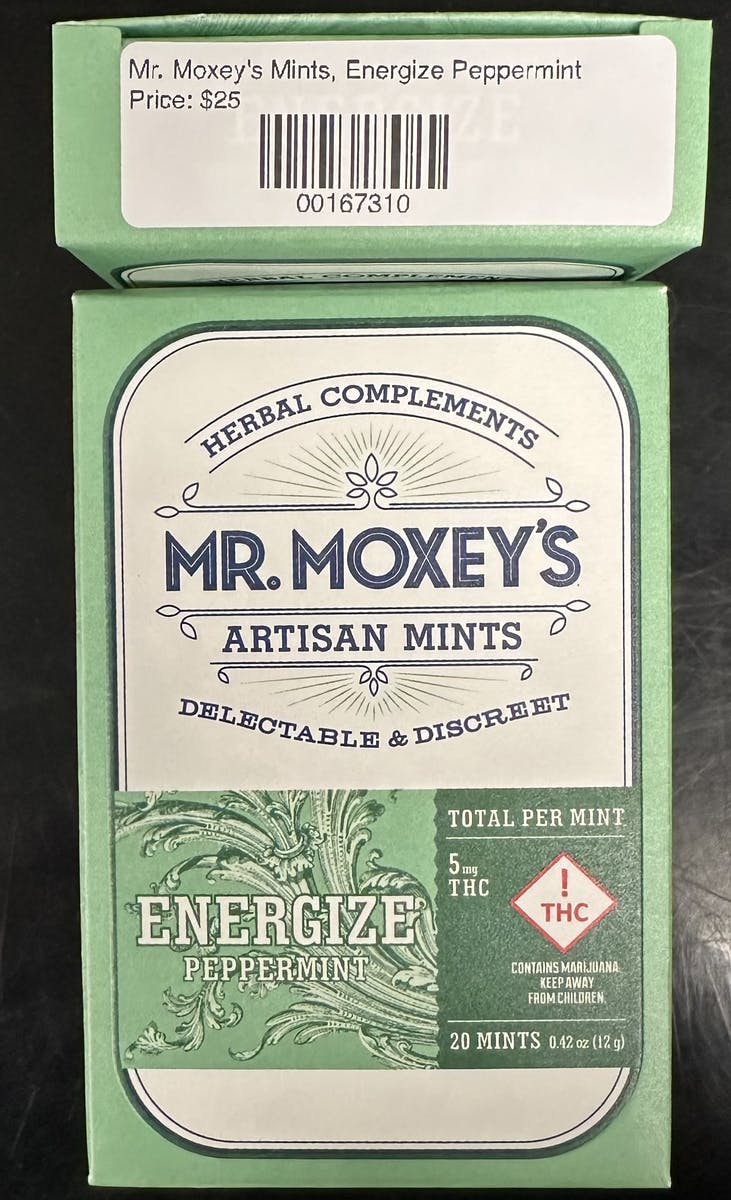 Mr. Moxey's Mints, Energize Peppermint
Price: $25
00167310
HERBAL COMPLEMENTS
MR. MOXEY'S
ARTISAN MINTS
DELECTABLE & DISCREET
ENERGIZE
PEPPERMINT
TOTAL PER MINT
5mg
THC
!
THC
CONTAINS MARIJUANA
KEEP AWAY
FROM CHILDREN.
20 MINTS 0.42 oz (12 g)